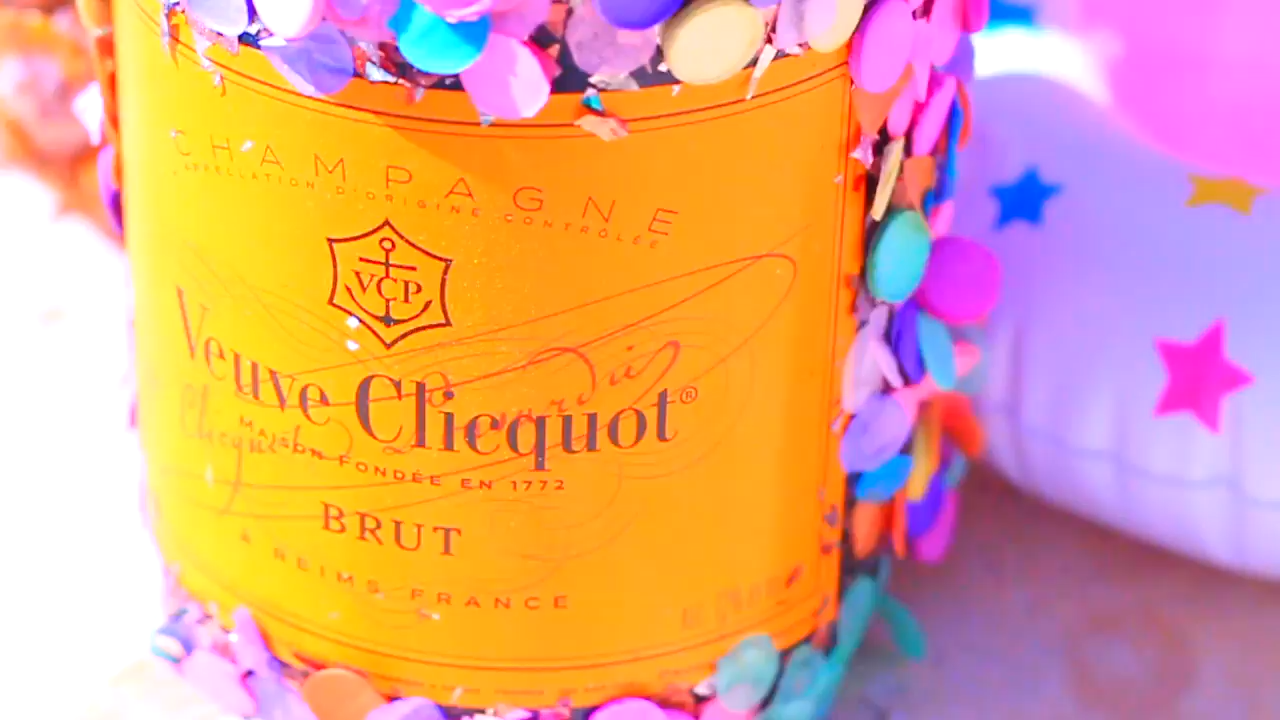 CHAMPAGNE
APPELLATION D'ORIGINE CONTRÔLÉE
VCP
Veuve Clicquot®
MAISON FONDÉE EN 1772
BRUT
À REIMS FRANCE